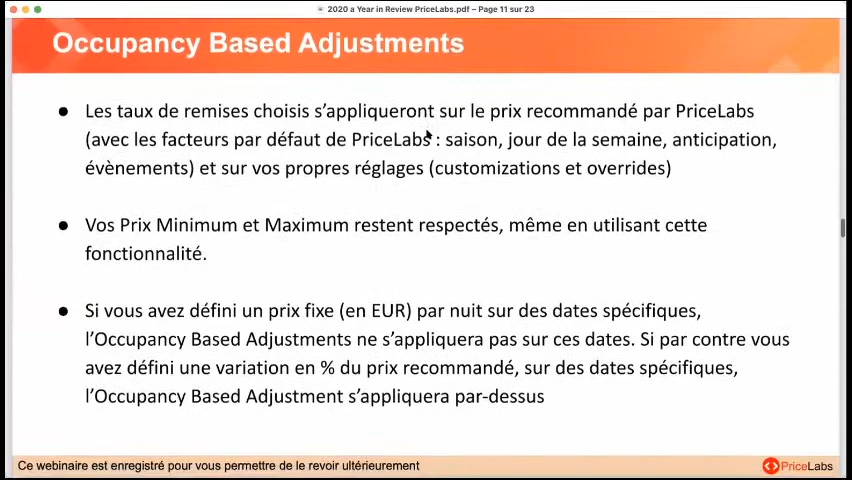 2020 a Year in Review PriceLabs.pdf – Page 11 sur 23
Occupancy Based Adjustments
● Les taux de remises choisis s’appliqueront sur le prix recommandé par PriceLabs
(avec les facteurs par défaut de PriceLabs : saison, jour de la semaine, anticipation,
évènements) et sur vos propres réglages (customizations et overrides)
● Vos Prix Minimum et Maximum restent respectés, même en utilisant cette
fonctionnalité.
● Si vous avez défini un prix fixe (en EUR) par nuit sur des dates spécifiques,
l’Occupancy Based Adjustments ne s’appliquera pas sur ces dates. Si par contre vous
avez défini une variation en % du prix recommandé, sur des dates spécifiques,
l’Occupancy Based Adjustment s’appliquera par-dessus
Ce webinaire est enregistré pour vous permettre de le revoir ultérieurement
PriceLabs